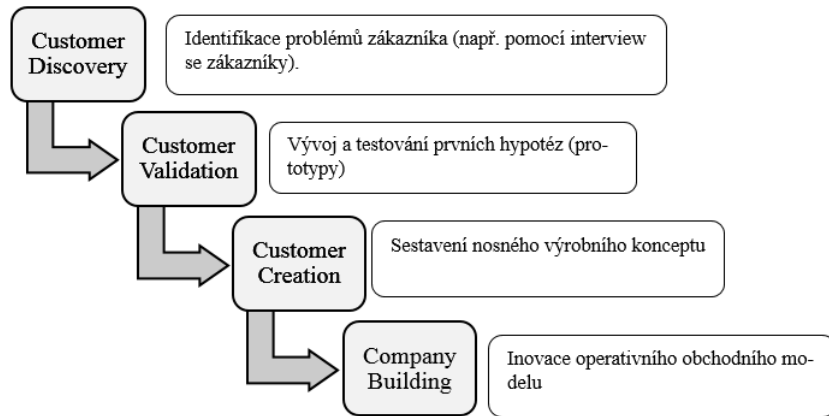 Customer
Discovery
Identifikace problémů zákazníka (např. pomocí interview
se zákazníky).
Customer
Validation
Vývoj a testování prvních hypotéz (pro-
totypy)
Customer
Creation
Sestavení nosného výrobního konceptu
Company
Building
Inovace operativního obchodního mo-
delu